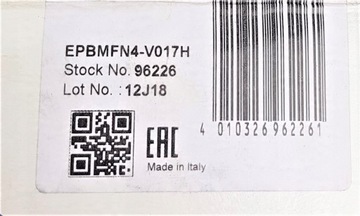 EPBMFN4-V017H
Stock No. 96226
Lot No. : 12J18
EAC
Made in Italy
4 010326 962261